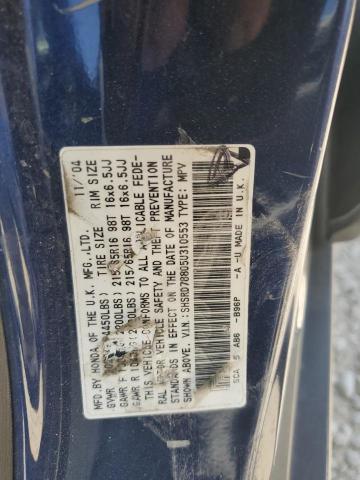 MFD.BY HONDA OF THE U.K. MFG.,LTD. 11/'04
GVWR (4450LBS) TIRE SIZE RIM SIZE
GAWR F (2200LBS) 215/65R16 98T 16x6.5JJ
GAWR R (2300LBS) 215/65R16 98T 16x6.5JJ
THIS VEHICLE CONFORMS TO ALL APPLICABLE FEDE-
RAL MOTOR VEHICLE SAFETY AND THEFT PREVENTION
STANDARDS IN EFFECT ON THE DATE OF MANUFACTURE
SHOWN ABOVE. VIN: SHSRD78805U310553 TYPE: MPV
SCA 5 AB6 -B96P -A -U MADE IN U.K.